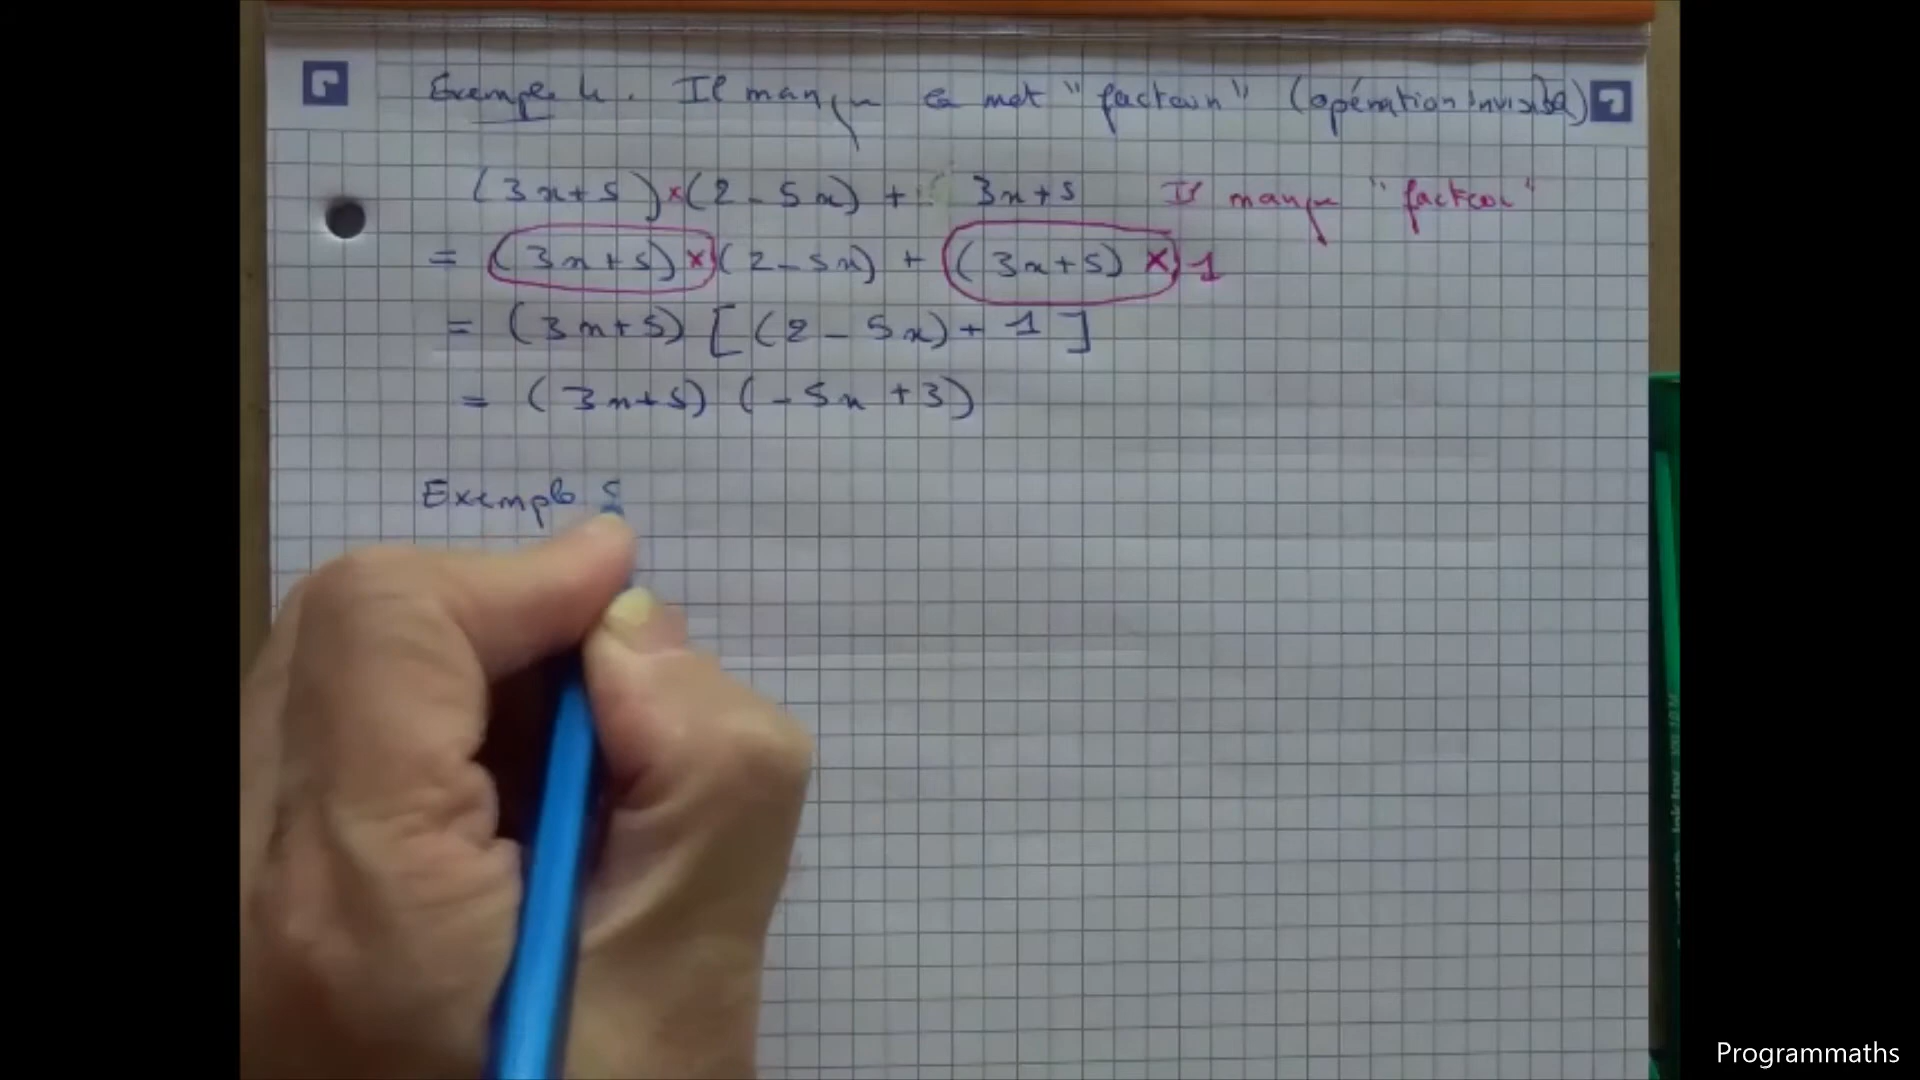 Exemple 4. Il manque le mot "facteur" (opération invisible)
(3x+5)×(2-5x) + 3x+5 Il manque "facteur"
= (3x+5)×(2-5x) + (3x+5)×1
= (3x+5)[(2-5x)+1]
= (3x+5)(-5x+3)
Exemple 5
Programmaths